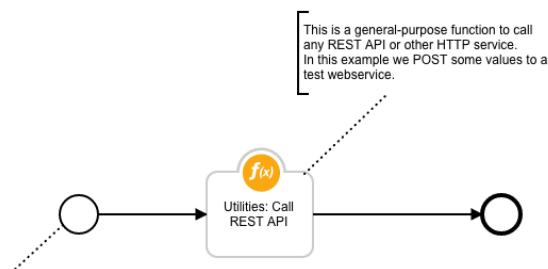 This is a general-purpose function to call
any REST API or other HTTP service.
In this example we POST some values to a
test webservice.
f(x)
Utilities: Call
REST API